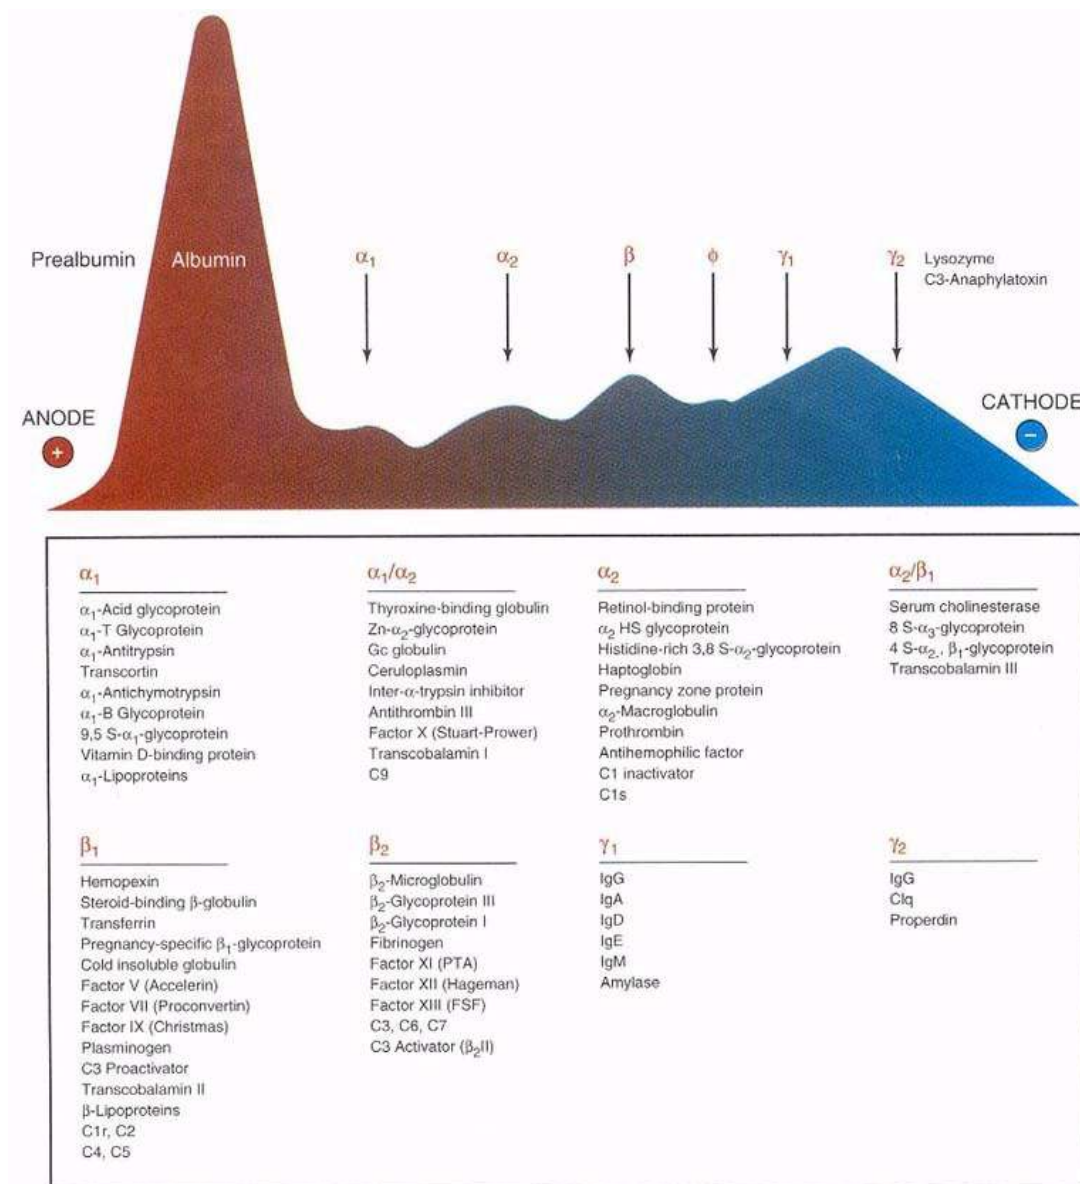 Prealbumin
Albumin
α1
α2
β
ϕ
γ1
γ2
Lysozyme
C3-Anaphylatoxin
ANODE
+
CATHODE
−
α1
α1-Acid glycoprotein
α1-T Glycoprotein
α1-Antitrypsin
Transcortin
α1-Antichymotrypsin
α1-B Glycoprotein
9,5 S-α1-glycoprotein
Vitamin D-binding protein
α1-Lipoproteins
α1/α2
Thyroxine-binding globulin
Zn-α2-glycoprotein
Gc globulin
Ceruloplasmin
Inter-α-trypsin inhibitor
Antithrombin III
Factor X (Stuart-Prower)
Transcobalamin I
C9
α2
Retinol-binding protein
α2 HS glycoprotein
Histidine-rich 3,8 S-α2-glycoprotein
Haptoglobin
Pregnancy zone protein
α2-Macroglobulin
Prothrombin
Antihemophilic factor
C1 inactivator
C1s
α2/β1
Serum cholinesterase
8 S-α3-glycoprotein
4 S-α2,, β1-glycoprotein
Transcobalamin III
β1
Hemopexin
Steroid-binding β-globulin
Transferrin
Pregnancy-specific β1-glycoprotein
Cold insoluble globulin
Factor V (Accelerin)
Factor VII (Proconvertin)
Factor IX (Christmas)
Plasminogen
C3 Proactivator
Transcobalamin II
β-Lipoproteins
C1r, C2
C4, C5
β2
β2-Microglobulin
β2-Glycoprotein III
β2-Glycoprotein I
Fibrinogen
Factor XI (PTA)
Factor XII (Hageman)
Factor XIII (FSF)
C3, C6, C7
C3 Activator (β2II)
γ1
IgG
IgA
IgD
IgE
IgM
Amylase
γ2
IgG
Clq
Properdin